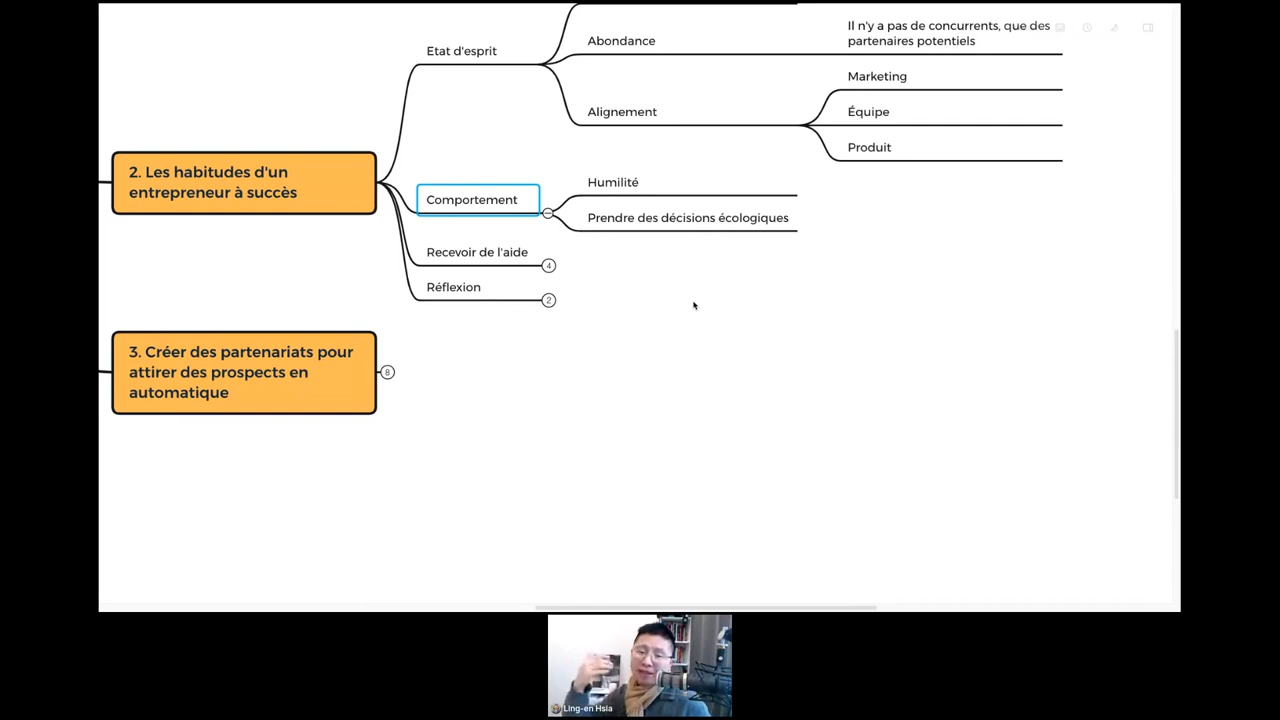 Il n'y a pas de concurrents, que des
partenaires potentiels
Etat d'esprit
Abondance
Marketing
Alignement
Équipe
Produit
2. Les habitudes d'un
entrepreneur à succès
Humilité
Comportement
Prendre des décisions écologiques
Recevoir de l'aide
4
Réflexion
2
3. Créer des partenariats pour
attirer des prospects en
automatique
8
Ling-en Hsia